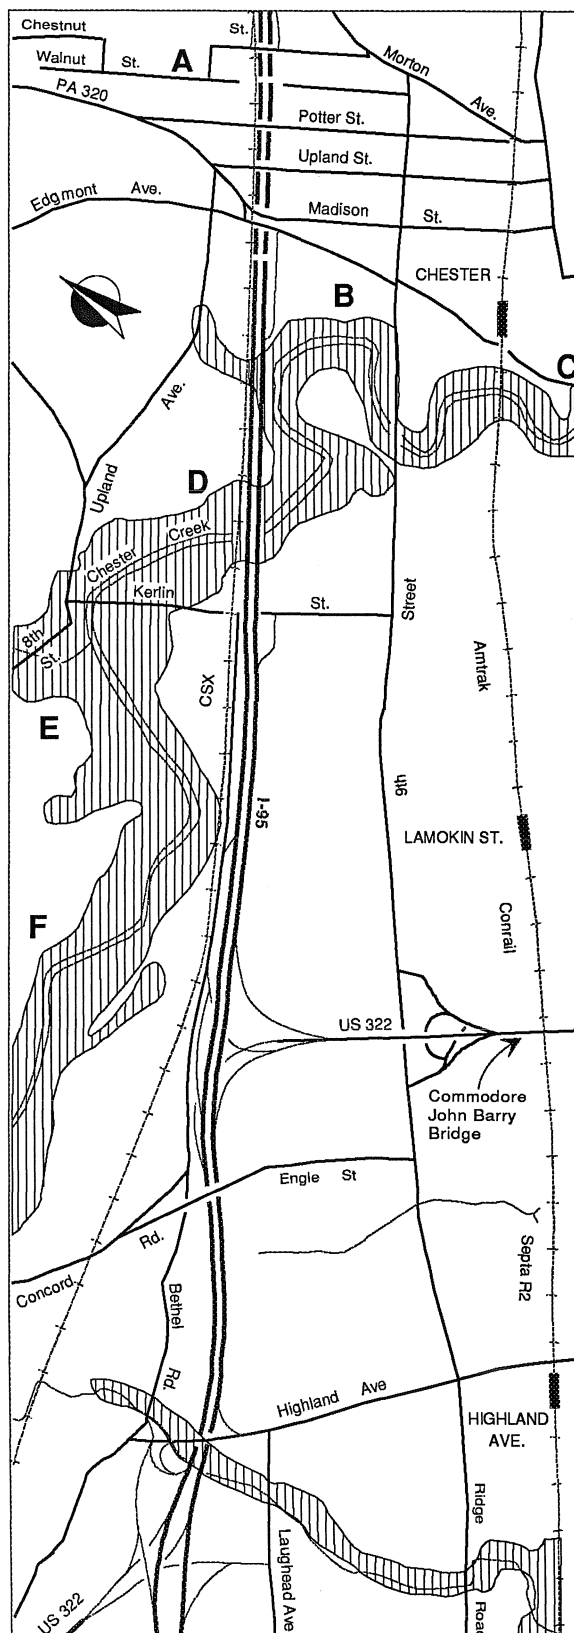 Chestnut
St.
Walnut St.
A
PA 320
Morton Ave.
Potter St.
Upland St.
Edgmont Ave.
Madison St.
CHESTER
B
C
Upland Ave.
D
Chester Creek
Kerlin St.
8th St.
Street
CSX
Amtrak
E
I-95
9th
LAMOKIN ST.
F
Conrail
US 322
Commodore
John Barry
Bridge
Engle St
Concord Rd.
Septa R2
Bethel Rd.
Highland Ave
HIGHLAND
AVE.
Ridge Road
Laughead Ave
US 322